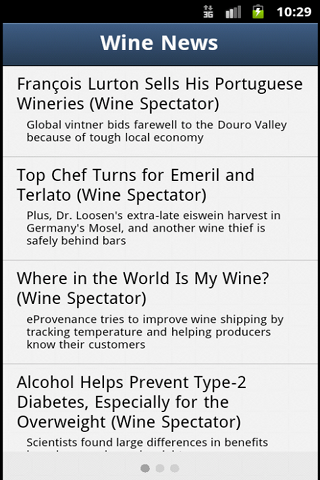 3G
10:29
Wine News
François Lurton Sells His Portuguese
Wineries (Wine Spectator)
Global vintner bids farewell to the Douro Valley
because of tough local economy
Top Chef Turns for Emeril and
Terlato (Wine Spectator)
Plus, Dr. Loosen's extra-late eiswein harvest in
Germany's Mosel, and another wine thief is
safely behind bars
Where in the World Is My Wine?
(Wine Spectator)
eProvenance tries to improve wine shipping by
tracking temperature and helping producers
know their customers
Alcohol Helps Prevent Type-2
Diabetes, Especially for the
Overweight (Wine Spectator)
Scientists found large differences in benefits